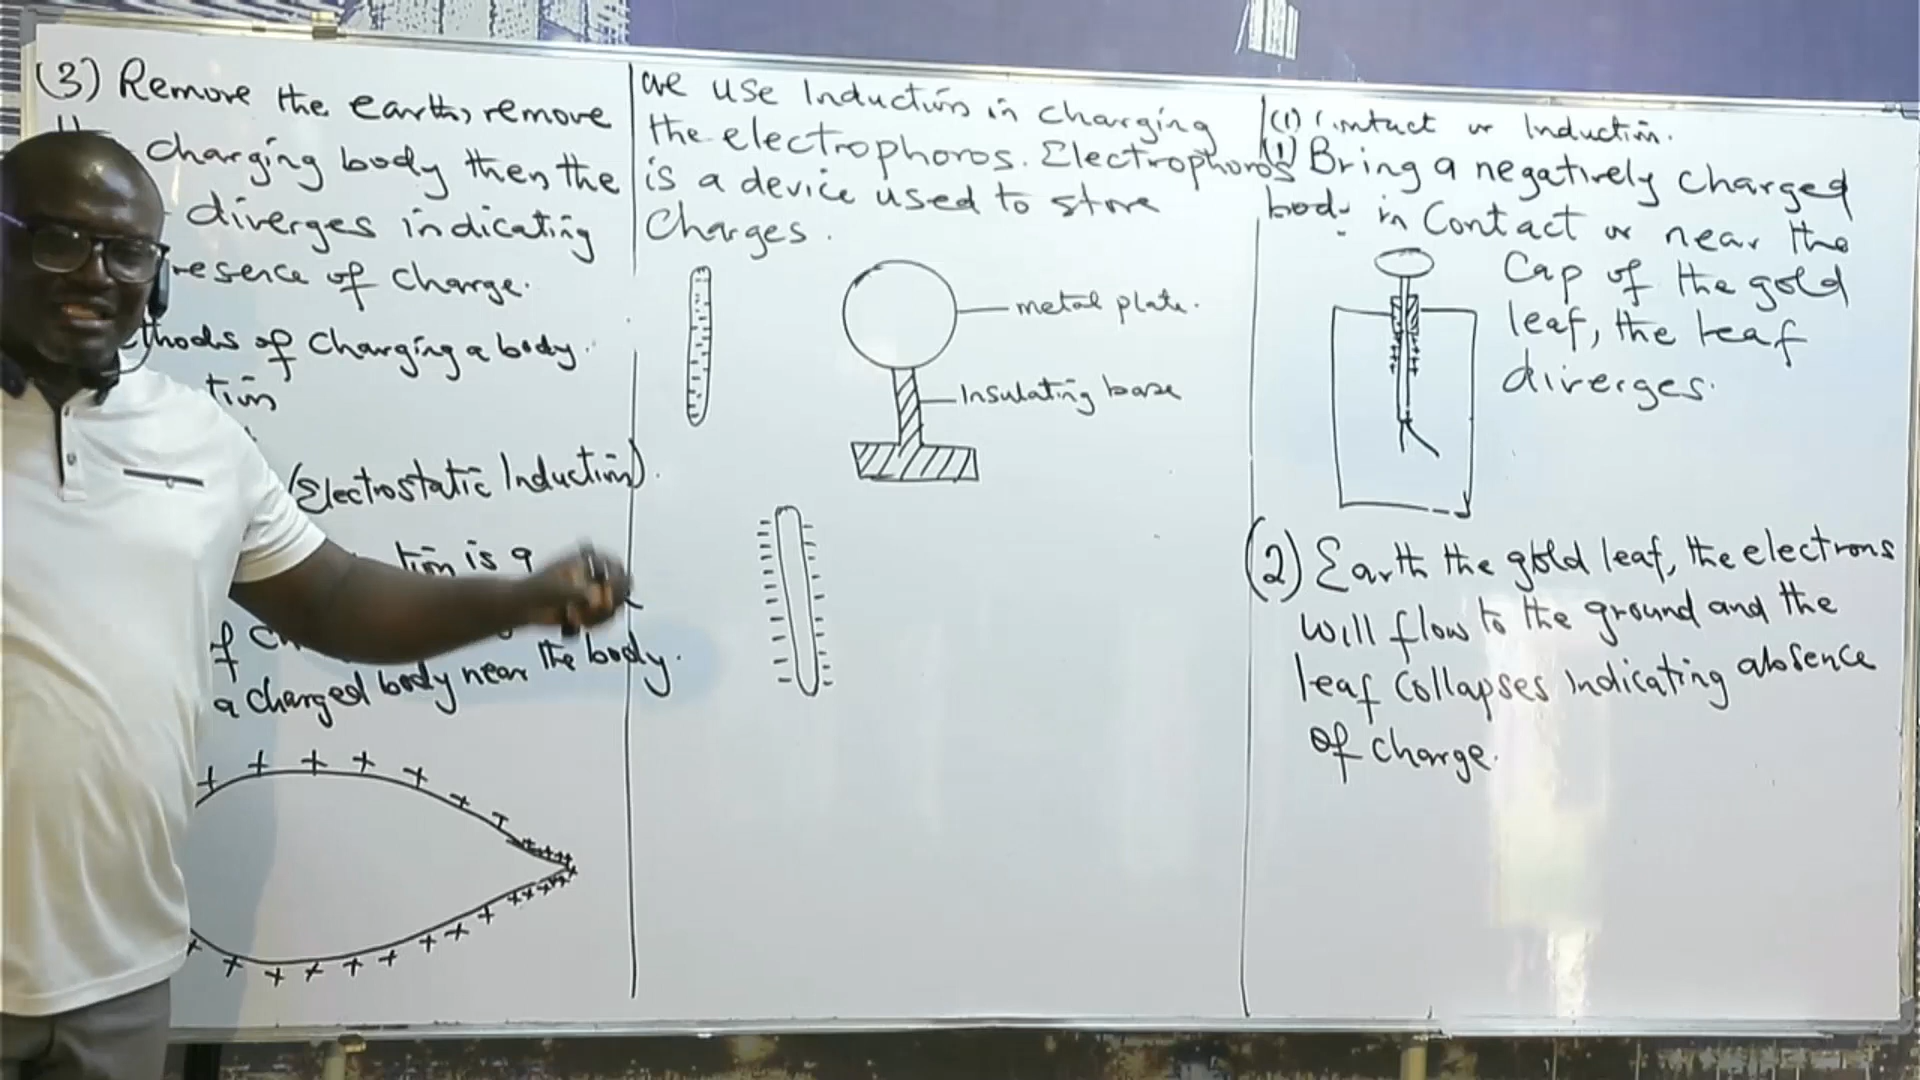 (3) Remove the earth, remove
charging body then the
diverges indicating
resence of charge.
thods of charging a body.
tion
(Electrostatic Induction).
tion is a
of
a charged body near the body.
we use Induction in charging
the electrophoros. Electrophoros
is a device used to store
Charges.
metal plate.
Insulating base
(1) Contact or Induction.
(1) Bring a negatively charged
body in Contact or near the
Cap of the gold
leaf, the leaf
diverges.
(2) Earth the gold leaf, the electrons
will flow to the ground and the
leaf collapses indicating absence
of charge.